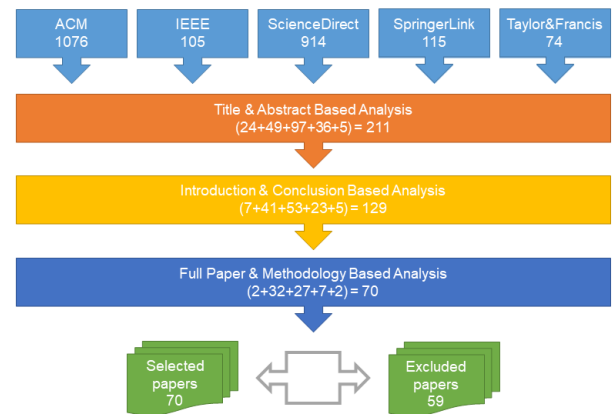 ACM
1076
IEEE
105
ScienceDirect
914
SpringerLink
115
Taylor&Francis
74
Title & Abstract Based Analysis
(24+49+97+36+5) = 211
Introduction & Conclusion Based Analysis
(7+41+53+23+5) = 129
Full Paper & Methodology Based Analysis
(2+32+27+7+2) = 70
Selected
papers
70
Excluded
papers
59